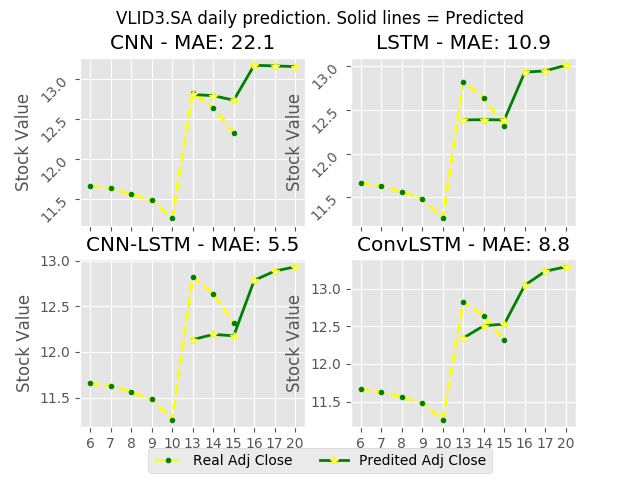 VLID3.SA daily prediction. Solid lines = Predicted
CNN - MAE: 22.1
LSTM - MAE: 10.9
Stock Value
13.0
12.5
12.0
11.5
Stock Value
13.0
12.5
12.0
11.5
CNN-LSTM - MAE: 5.5
ConvLSTM - MAE: 8.8
Stock Value
13.0
12.5
12.0
11.5
6 7 8 9 10 13 14 15 16 17 20
Stock Value
13.0
12.5
12.0
11.5
6 7 8 9 10 13 14 15 16 17 20
Real Adj Close
Predited Adj Close